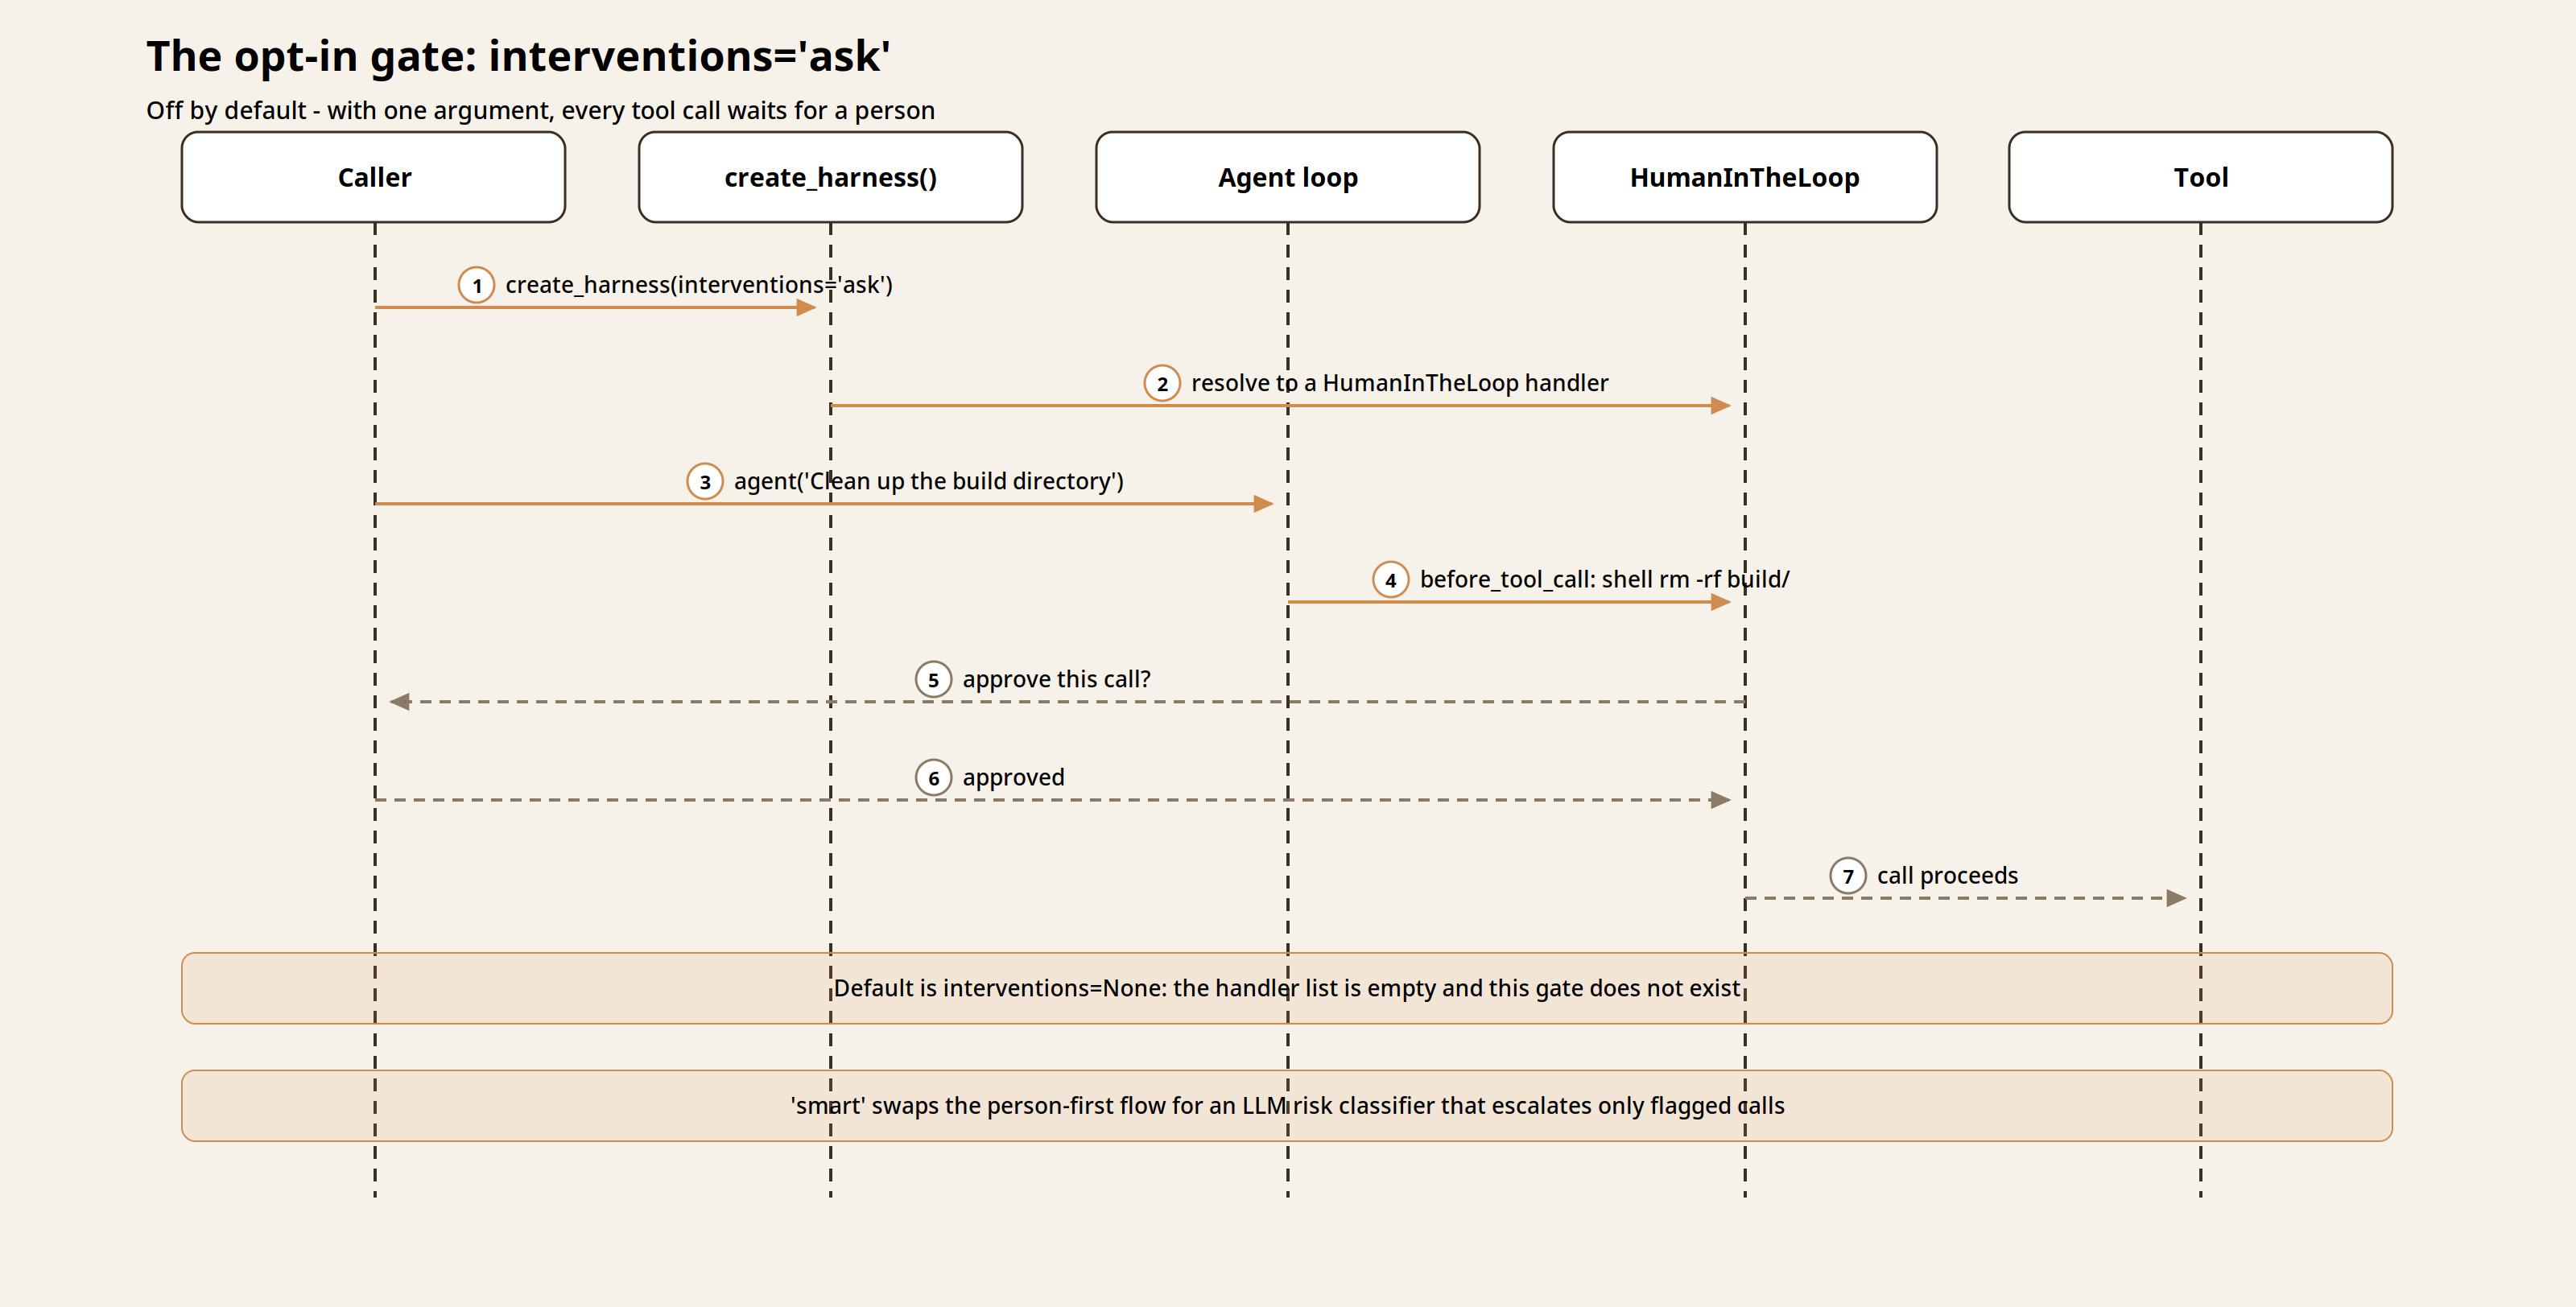 The opt-in gate: interventions='ask'
Off by default - with one argument, every tool call waits for a person
Caller
create_harness()
Agent loop
HumanInTheLoop
Tool
1 create_harness(interventions='ask')
2 resolve to a HumanInTheLoop handler
3 agent('Clean up the build directory')
4 before_tool_call: shell rm -rf build/
5 approve this call?
6 approved
7 call proceeds
Default is interventions=None: the handler list is empty and this gate does not exist
'smart' swaps the person-first flow for an LLM risk classifier that escalates only flagged calls